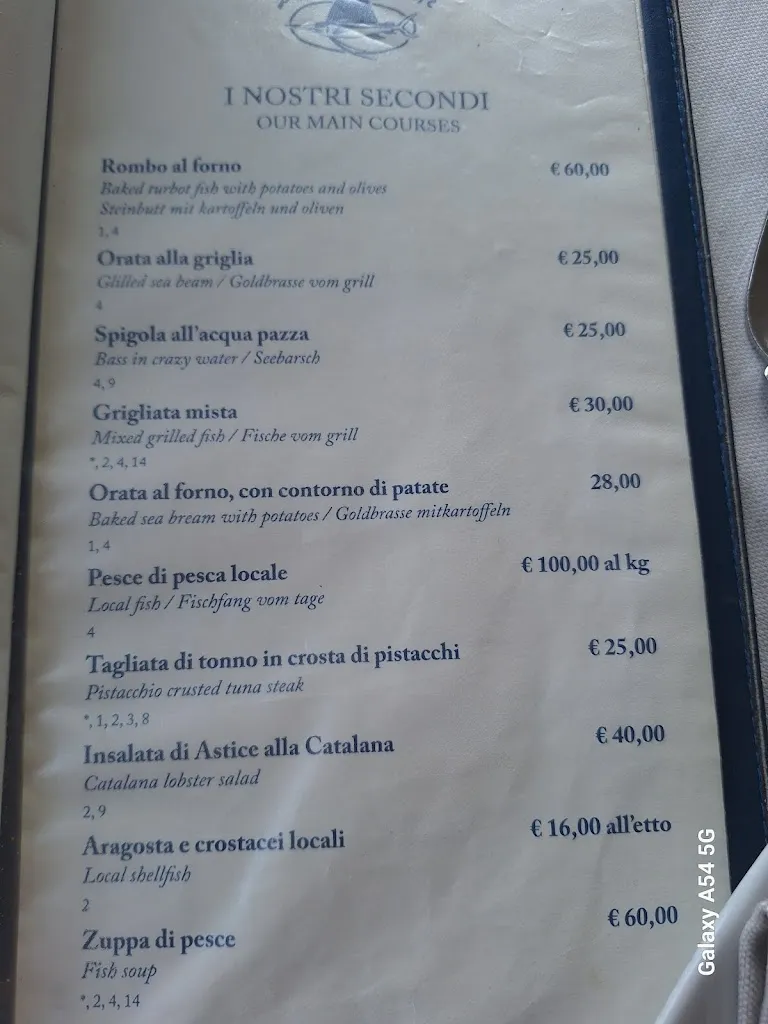 I NOSTRI SECONDI
OUR MAIN COURSES
Rombo al forno € 60,00
Baked turbot fish with potatoes and olives
Steinbutt mit kartoffeln und oliven
1, 4
Orata alla griglia € 25,00
Glilled sea beam / Goldbrasse vom grill
4
Spigola all'acqua pazza € 25,00
Bass in crazy water / Seebarsch
4, 9
Grigliata mista € 30,00
Mixed grilled fish / Fische vom grill
*, 2, 4, 14
Orata al forno, con contorno di patate 28,00
Baked sea bream with potatoes / Goldbrasse mitkartoffeln
1, 4
Pesce di pesca locale € 100,00 al kg
Local fish / Fischfang vom tage
4
Tagliata di tonno in crosta di pistacchi € 25,00
Pistacchio crusted tuna steak
*, 1, 2, 3, 8
Insalata di Astice alla Catalana € 40,00
Catalana lobster salad
2, 9
Aragosta e crostacei locali € 16,00 all'etto
Local shellfish
2
Zuppa di pesce € 60,00
Fish soup
*, 2, 4, 14
Galaxy A54 5G